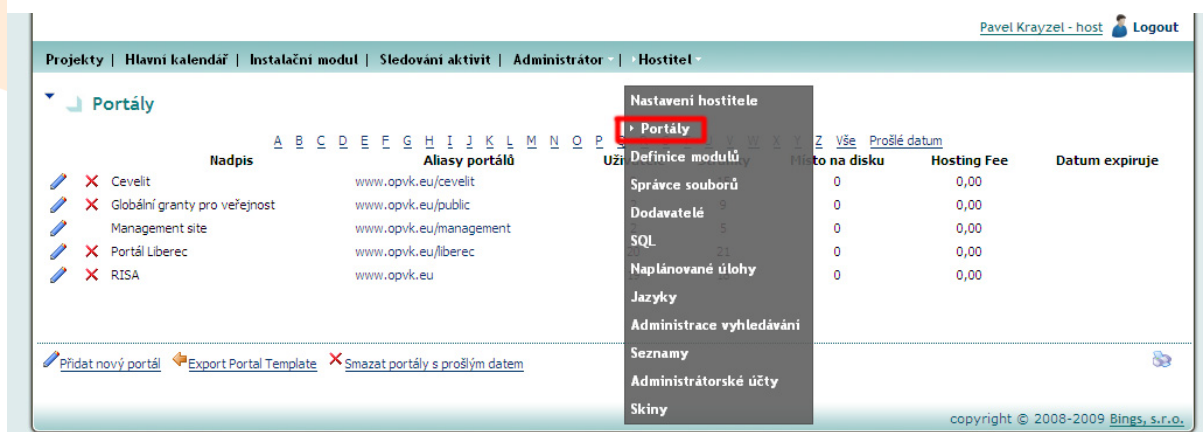 Pavel Krayzel - host Logout
Projekty | Hlavní kalendář | Instalační modul | Sledování aktivit | Administrátor | Hostitel
Portály
A B C D E F G H I J K L M N O P Z Vše Prošlé datum
Nadpis Aliasy portálů Místo na disku Hosting Fee Datum expiruje
Cevelit www.opvk.eu/cevelit 0 0,00
Globální granty pro veřejnost www.opvk.eu/public 9 0 0,00
Management site www.opvk.eu/management 2 5 0 0,00
Portál Liberec www.opvk.eu/liberec 21 0 0,00
RISA www.opvk.eu 0 0,00
Nastavení hostitele
Portály
Definice modulů
Správce souborů
Dodavatelé
SQL
Naplánované úlohy
Jazyky
Administrace vyhledávání
Seznamy
Administrátorské účty
Skiny
Přidat nový portál Export Portal Template Smazat portály s prošlým datem
copyright © 2008-2009 Bings, s.r.o.